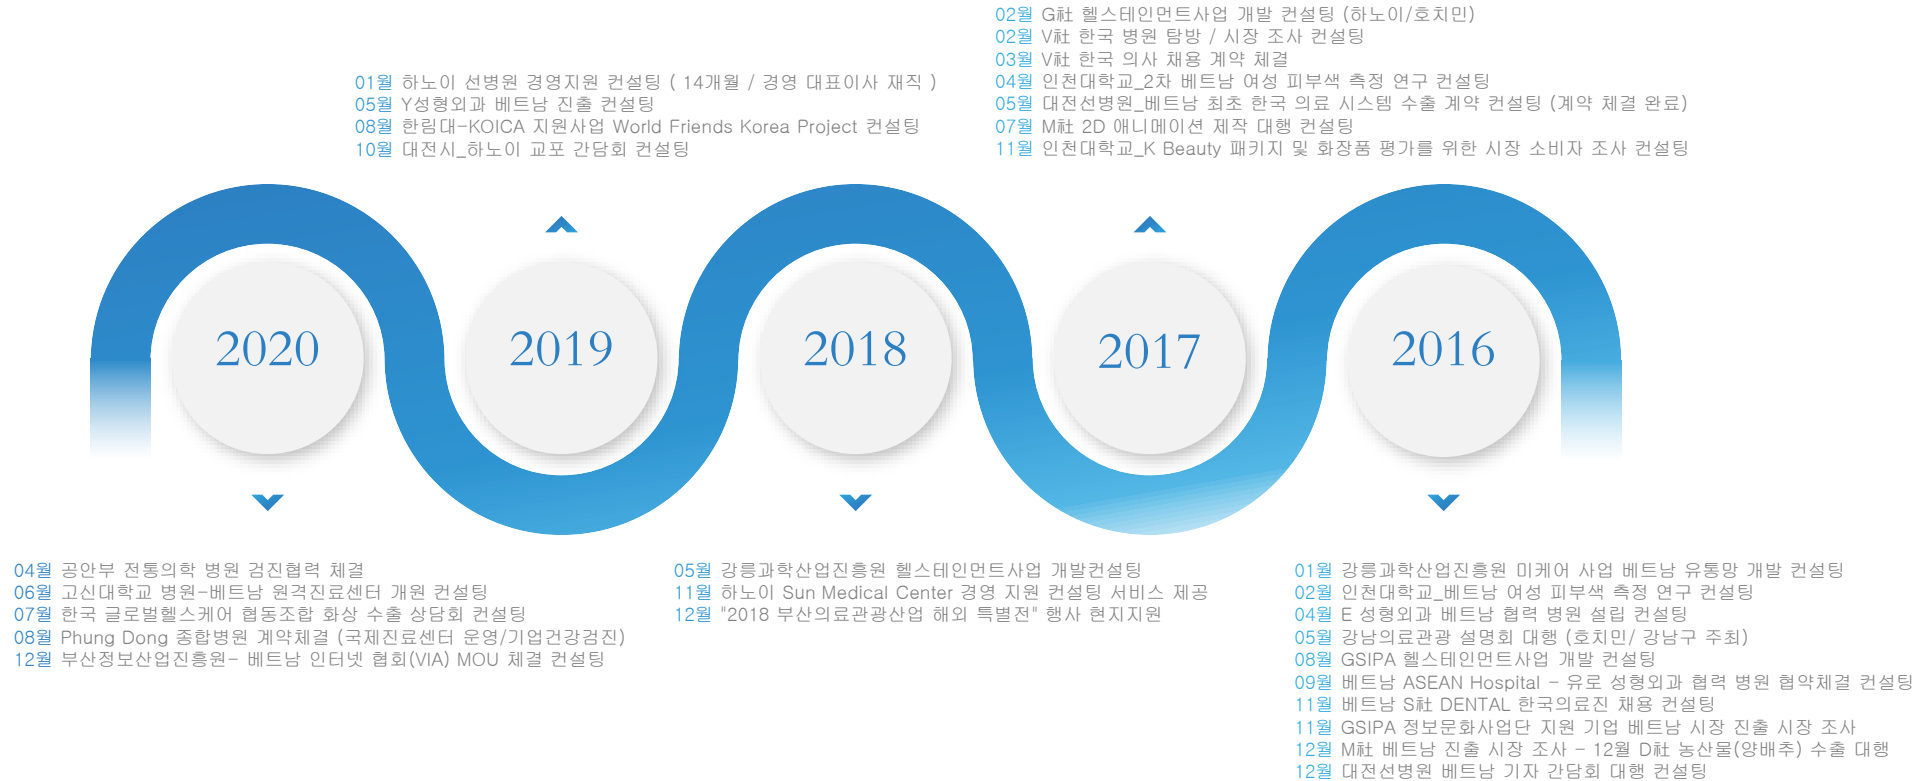 02월 G社 헬스테인먼트사업 개발 컨설팅 (하노이/호치민)
02월 V社 한국 병원 탐방 / 시장 조사 컨설팅
03월 V社 한국 의사 채용 계약 체결
04월 인천대학교_2차 베트남 여성 피부색 측정 연구 컨설팅
05월 대전선병원_베트남 최초 한국 의료 시스템 수출 계약 컨설팅 (계약 체결 완료)
07월 M社 2D 애니메이션 제작 대행 컨설팅
11월 인천대학교_K Beauty 패키지 및 화장품 평가를 위한 시장 소비자 조사 컨설팅
01월 하노이 선병원 경영지원 컨설팅 ( 14개월 / 경영 대표이사 재직 )
05월 Y성형외과 베트남 진출 컨설팅
08월 한림대-KOICA 지원사업 World Friends Korea Project 컨설팅
10월 대전시_하노이 교포 간담회 컨설팅
2020
2019
2018
2017
2016
04월 공안부 전통의학 병원 검진협력 체결
06월 고신대학교 병원-베트남 원격진료센터 개원 컨설팅
07월 한국 글로벌헬스케어 협동조합 화상 수출 상담회 컨설팅
08월 Phung Dong 종합병원 계약체결 (국제진료센터 운영/기업건강검진)
12월 부산정보산업진흥원- 베트남 인터넷 협회(VIA) MOU 체결 컨설팅
05월 강릉과학산업진흥원 헬스테인먼트사업 개발컨설팅
11월 하노이 Sun Medical Center 경영 지원 컨설팅 서비스 제공
12월 "2018 부산의료관광산업 해외 특별전" 행사 현지지원
01월 강릉과학산업진흥원 미케어 사업 베트남 유통망 개발 컨설팅
02월 인천대학교_베트남 여성 피부색 측정 연구 컨설팅
04월 E 성형외과 베트남 협력 병원 설립 컨설팅
05월 강남의료관광 설명회 대행 (호치민/ 강남구 주최)
08월 GSIPA 헬스테인먼트사업 개발 컨설팅
09월 베트남 ASEAN Hospital - 유로 성형외과 협력 병원 협약체결 컨설팅
11월 베트남 S社 DENTAL 한국의료진 채용 컨설팅
11월 GSIPA 정보문화사업단 지원 기업 베트남 시장 진출 시장 조사
12월 M社 베트남 진출 시장 조사 - 12월 D社 농산물(양배추) 수출 대행
12월 대전선병원 베트남 기자 간담회 대행 컨설팅